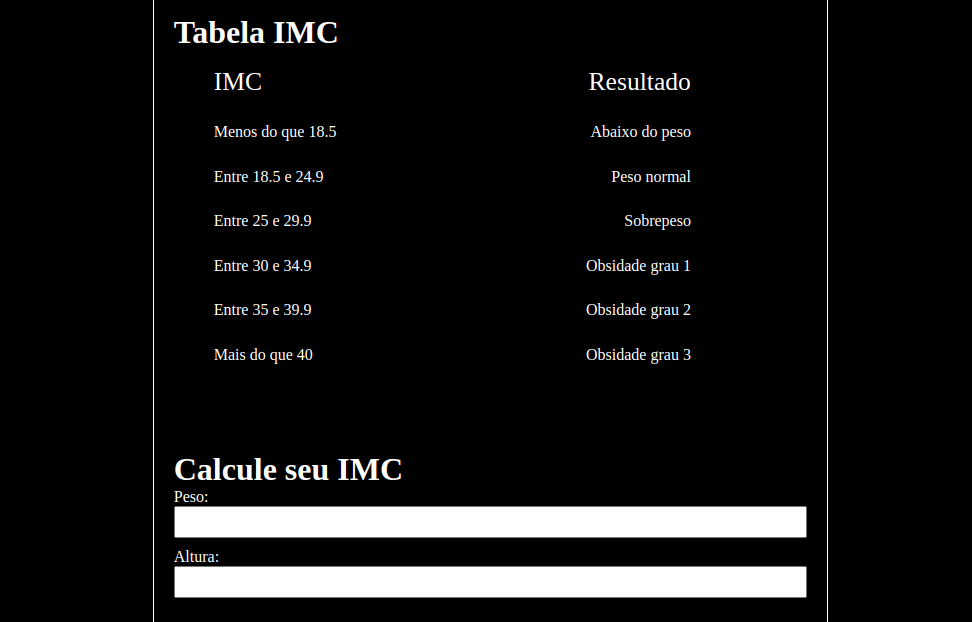 Tabela IMC
IMC Resultado
Menos do que 18.5 Abaixo do peso
Entre 18.5 e 24.9 Peso normal
Entre 25 e 29.9 Sobrepeso
Entre 30 e 34.9 Obsidade grau 1
Entre 35 e 39.9 Obsidade grau 2
Mais do que 40 Obsidade grau 3
Calcule seu IMC
Peso:
Altura: